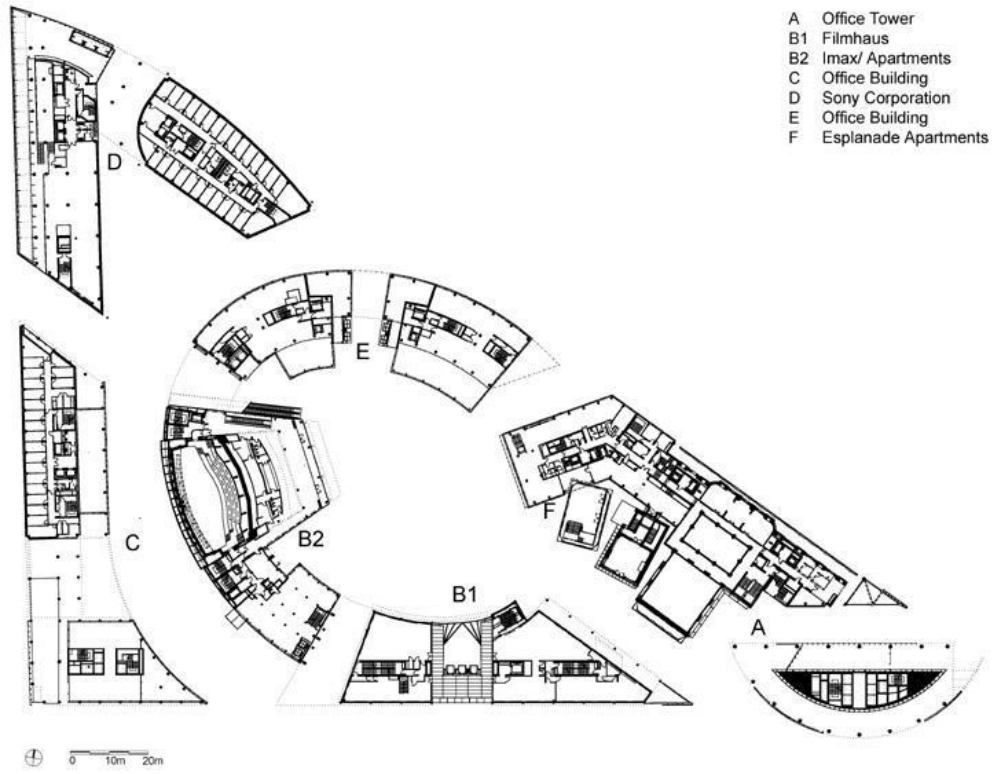 A Office Tower
B1 Filmhaus
B2 Imax/ Apartments
C Office Building
D Sony Corporation
E Office Building
F Esplanade Apartments
D
E
F
C
B2
B1
A
0 10m 20m